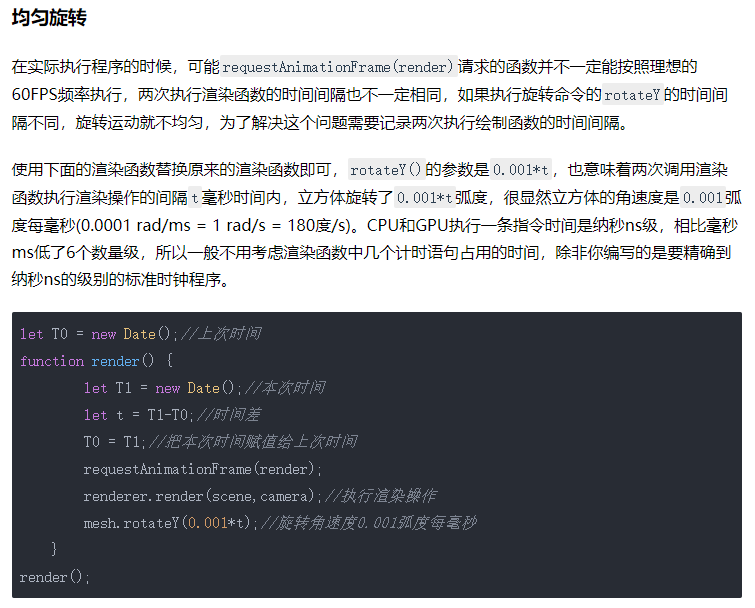 均匀旋转
在实际执行程序的时候，可能requestAnimationFrame(render)请求的函数并不一定能按照理想的
60FPS频率执行，两次执行渲染函数的时间间隔也不一定相同，如果执行旋转命令的rotateY的时间间
隔不同，旋转运动就不均匀，为了解决这个问题需要记录两次执行绘制函数的时间间隔。
使用下面的渲染函数替换原来的渲染函数即可，rotateY()的参数是0.001*t，也意味着两次调用渲染
函数执行渲染操作的间隔t毫秒时间内，立方体旋转了0.001*t弧度，很显然立方体的角速度是0.001弧
度每毫秒(0.0001 rad/ms = 1 rad/s = 180度/s)。CPU和GPU执行一条指令时间是纳秒ns级，相比毫秒
ms低了6个数量级，所以一般不用考虑渲染函数中几个计时语句占用的时间，除非你编写的是要精确到
纳秒ns的级别的标准时钟程序。
let T0 = new Date();//上次时间
function render() {
let T1 = new Date();//本次时间
let t = T1-T0;//时间差
T0 = T1;//把本次时间赋值给上次时间
requestAnimationFrame(render);
renderer.render(scene,camera);//执行渲染操作
mesh.rotateY(0.001*t);//旋转角速度0.001弧度每毫秒
}
render();